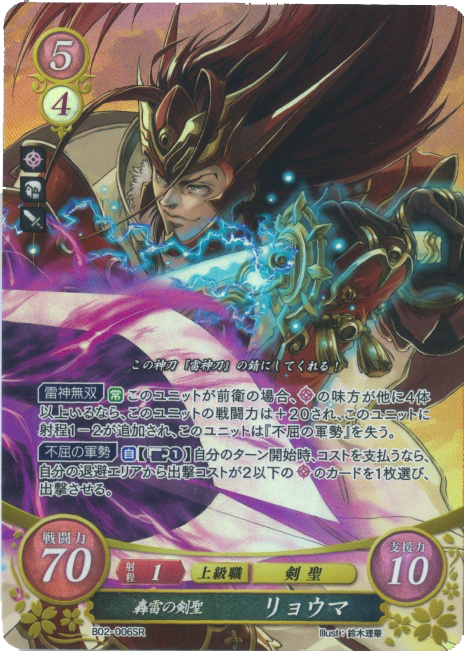 5
4
この神刀『雷神刀』の錆にしてくれる！
雷神無双 常 このユニットが前衛の場合、の味方が他に4体
以上いるなら、このユニットの戦闘力は+20され、このユニットに
射程1-2が追加され、このユニットは『不屈の軍勢』を失う。
不屈の軍勢 自【①】自分のターン開始時、コストを支払うなら、
自分の退避エリアから出撃コストが2以下ののカードを1枚選び、
出撃させる。
戦闘力
70
射程 1 上級職 剣聖
支援力
10
轟雷の剣聖 リョウマ
B02-006SR
Illust：鈴木理華